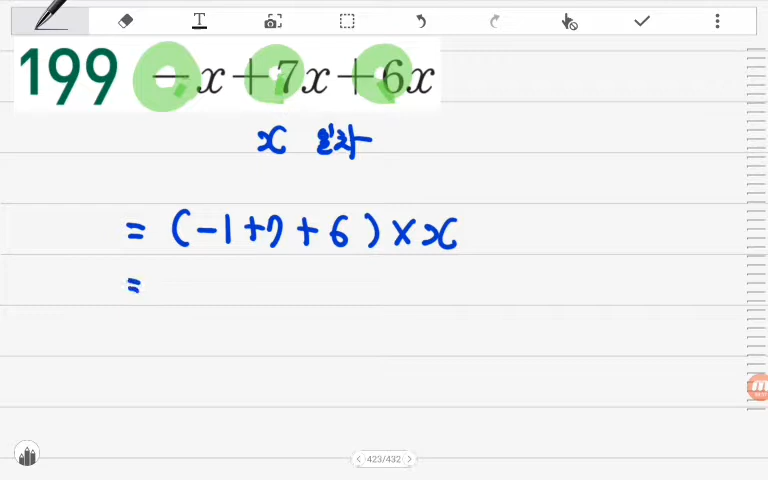 T
199 −x+7x+6x
x 일차
= (-1+7+6)×x
=
423/432